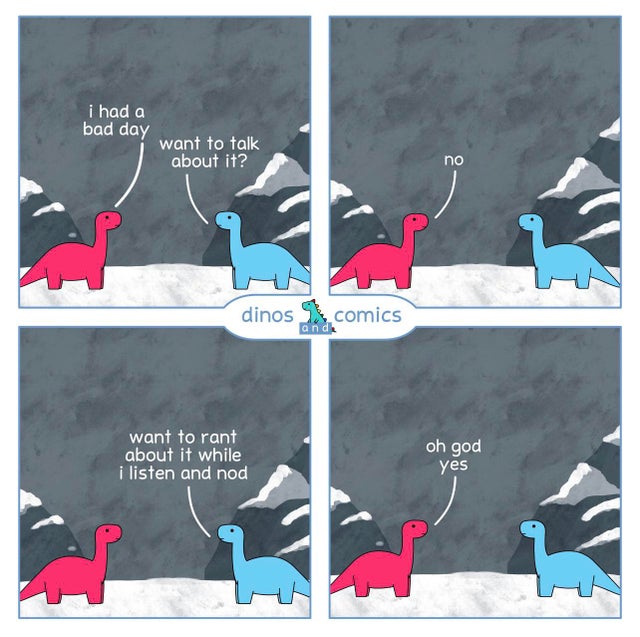 i had a
bad day
want to talk
about it?
no
dinos and comics
want to rant
about it while
i listen and nod
oh god
yes